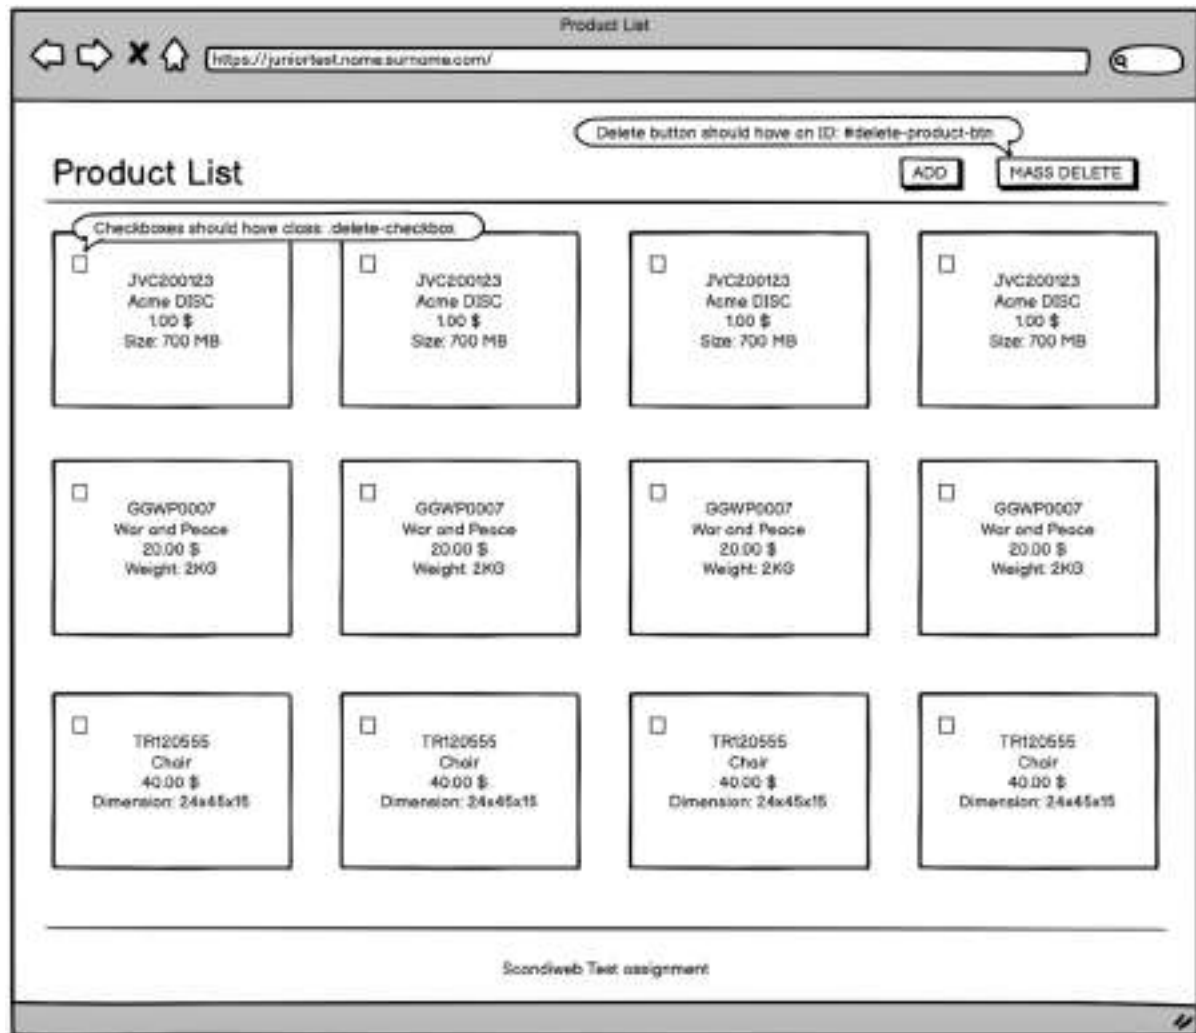 Product List
https://juniortest.name.surname.com/
Delete button should have an ID: #delete-product-btn
Product List
ADD
MASS DELETE
Checkboxes should have class: .delete-checkbox
JVC200123
Acme DISC
1.00 $
Size: 700 MB
JVC200123
Acme DISC
1.00 $
Size: 700 MB
JVC200123
Acme DISC
1.00 $
Size: 700 MB
JVC200123
Acme DISC
1.00 $
Size: 700 MB
GGWP0007
War and Peace
20.00 $
Weight: 2KG
GGWP0007
War and Peace
20.00 $
Weight: 2KG
GGWP0007
War and Peace
20.00 $
Weight: 2KG
GGWP0007
War and Peace
20.00 $
Weight: 2KG
TR120555
Chair
40.00 $
Dimension: 24x45x15
TR120555
Chair
40.00 $
Dimension: 24x45x15
TR120555
Chair
40.00 $
Dimension: 24x45x15
TR120555
Chair
40.00 $
Dimension: 24x45x15
Scandiweb Test assignment